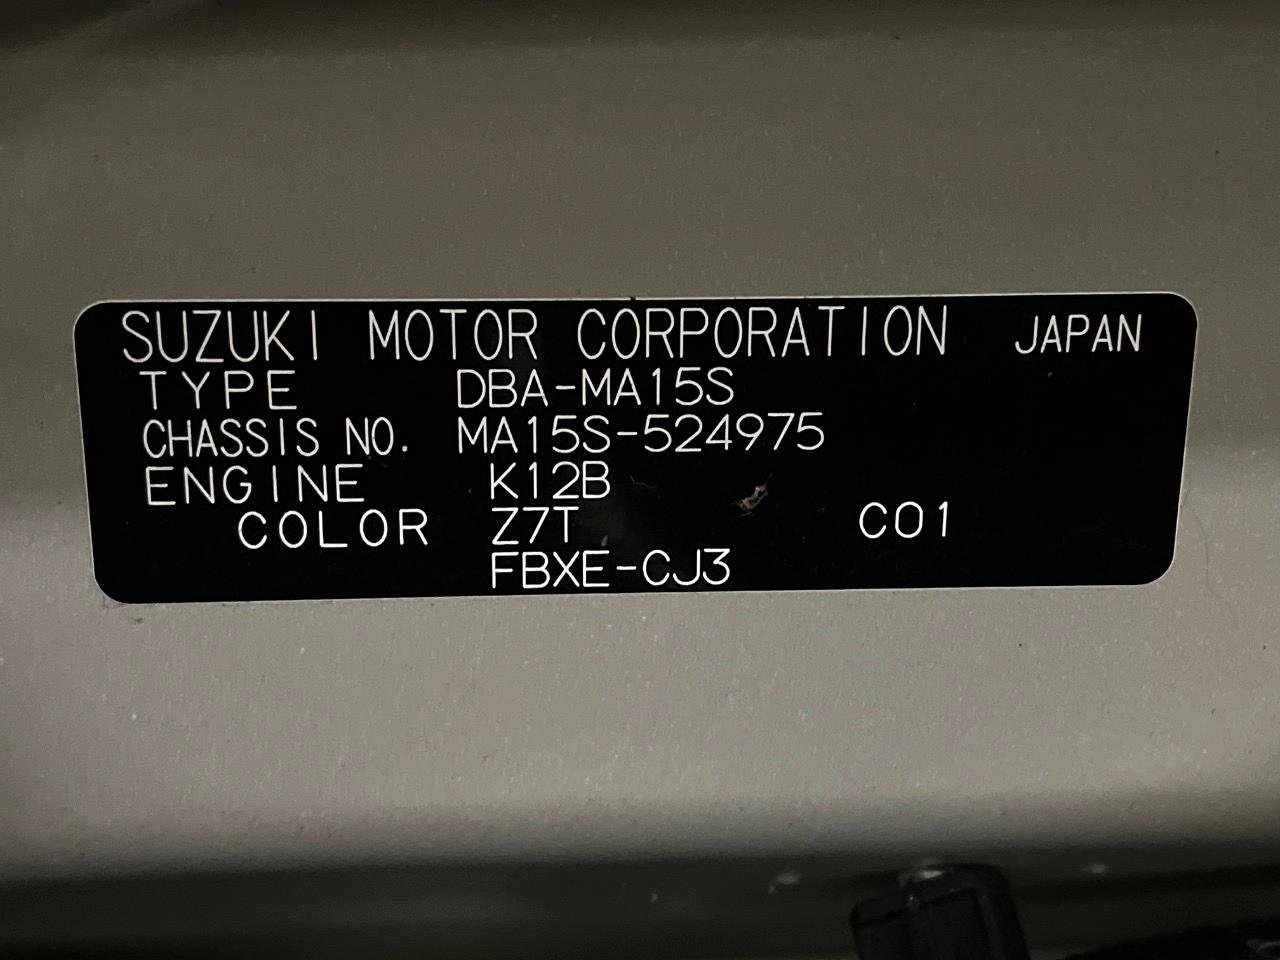 SUZUKI MOTOR CORPORATION JAPAN
TYPE DBA-MA15S
CHASSIS NO. MA15S-524975
ENGINE K12B
COLOR Z7T C01
FBXE-CJ3